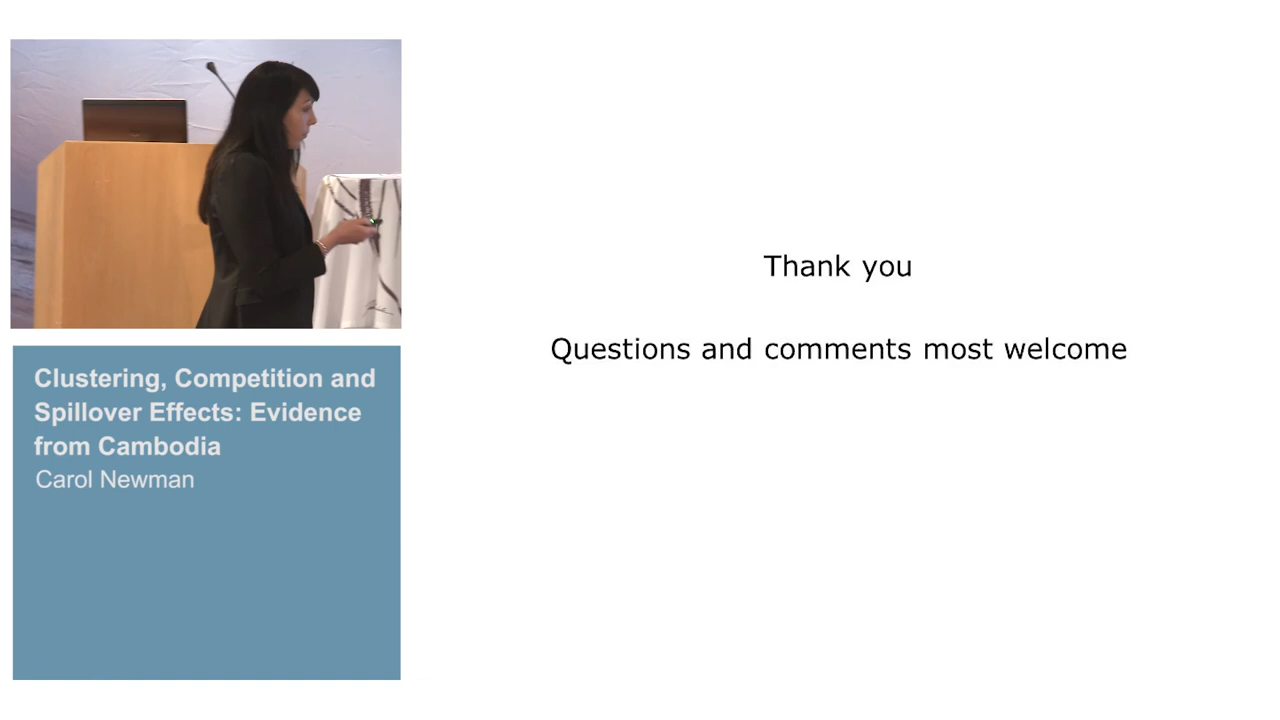 Clustering, Competition and
Spillover Effects: Evidence
from Cambodia
Carol Newman
Thank you
Questions and comments most welcome